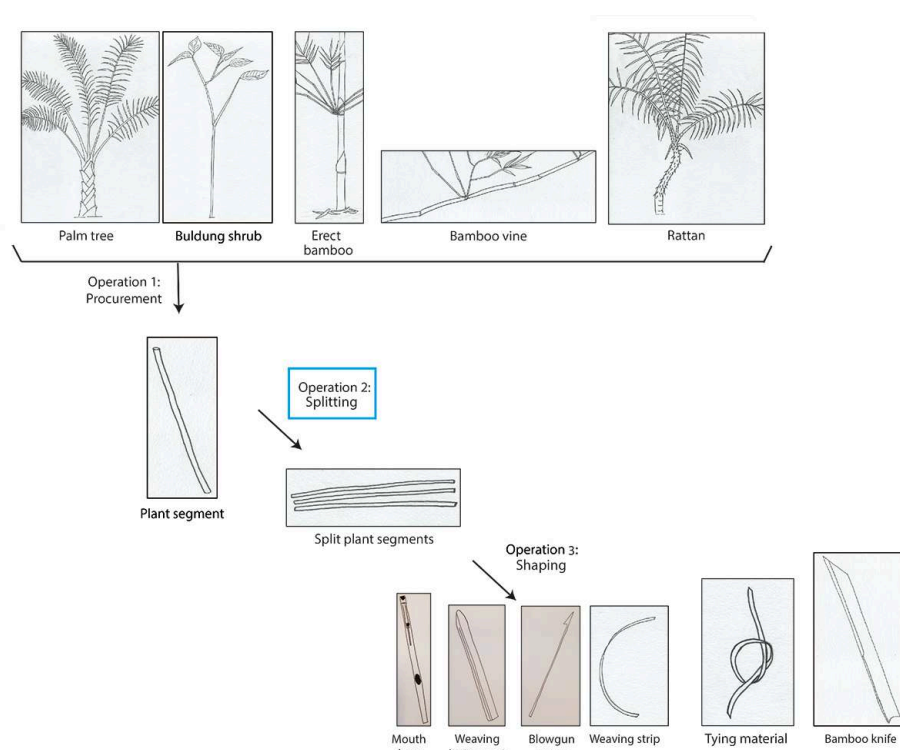 Palm tree
Buldung shrub
Erect
bamboo
Bamboo vine
Rattan
Operation 1:
Procurement
Operation 2:
Splitting
Plant segment
Split plant segments
Operation 3:
Shaping
Mouth
Weaving
Blowgun
Weaving strip
Tying material
Bamboo knife